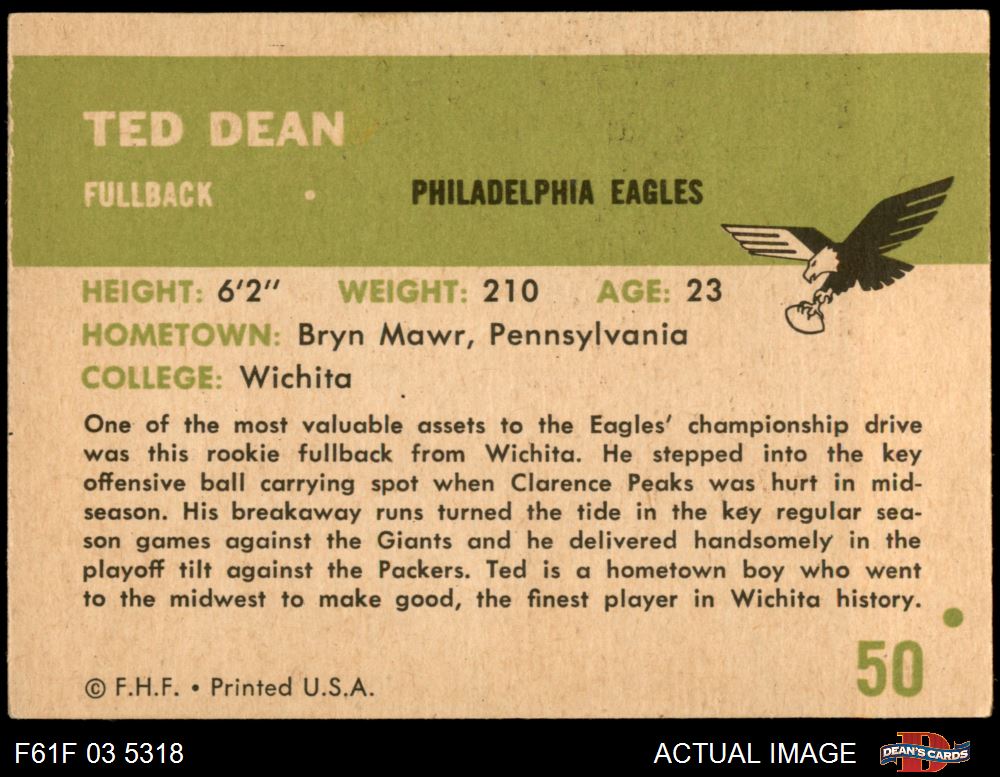 TED DEAN
FULLBACK • PHILADELPHIA EAGLES
HEIGHT: 6'2" WEIGHT: 210 AGE: 23
HOMETOWN: Bryn Mawr, Pennsylvania
COLLEGE: Wichita
One of the most valuable assets to the Eagles' championship drive
was this rookie fullback from Wichita. He stepped into the key
offensive ball carrying spot when Clarence Peaks was hurt in mid-
season. His breakaway runs turned the tide in the key regular sea-
son games against the Giants and he delivered handsomely in the
playoff tilt against the Packers. Ted is a hometown boy who went
to the midwest to make good, the finest player in Wichita history.
50
© F.H.F. • Printed U.S.A.
F61F 03 5318 ACTUAL IMAGE D DEAN'S CARDS